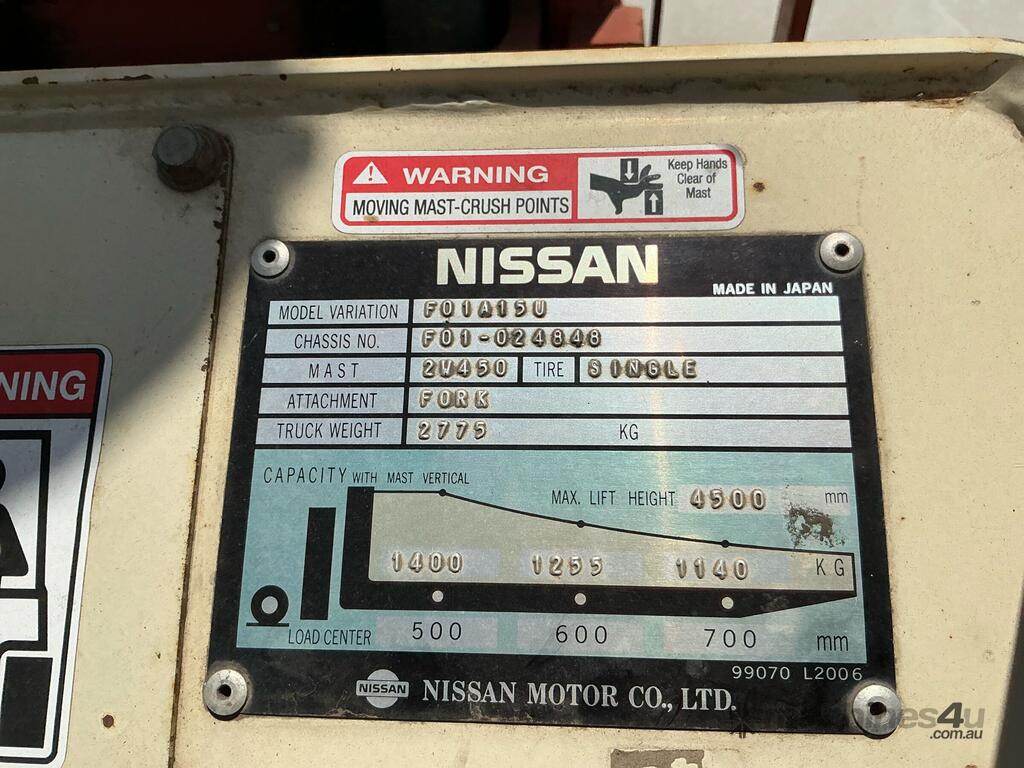 WARNING
MOVING MAST-CRUSH POINTS
Keep Hands
Clear of
Mast
NISSAN
MADE IN JAPAN
MODEL VARIATION F01A15U
CHASSIS NO. F01-024848
MAST 2W450 TIRE SINGLE
ATTACHMENT FORK
TRUCK WEIGHT 2775 KG
CAPACITY WITH MAST VERTICAL
MAX. LIFT HEIGHT 4500 mm
1400 1255 1140 KG
LOAD CENTER 500 600 700 mm
99070 L2006
NISSAN NISSAN MOTOR CO., LTD.
NING
machines4u
.com.au